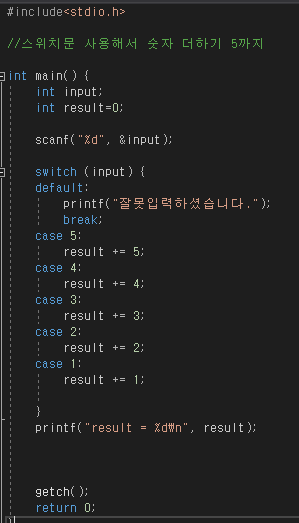 #include<stdio.h>
//스위치문 사용해서 숫자 더하기 5까지
int main() {
int input;
int result=0;
scanf("%d", &input);
switch (input) {
default:
printf("잘못입력하셨습니다.");
break;
case 5:
result += 5;
case 4:
result += 4;
case 3:
result += 3;
case 2:
result += 2;
case 1:
result += 1;
}
printf("result = %d\n", result);
getch();
return 0;
}